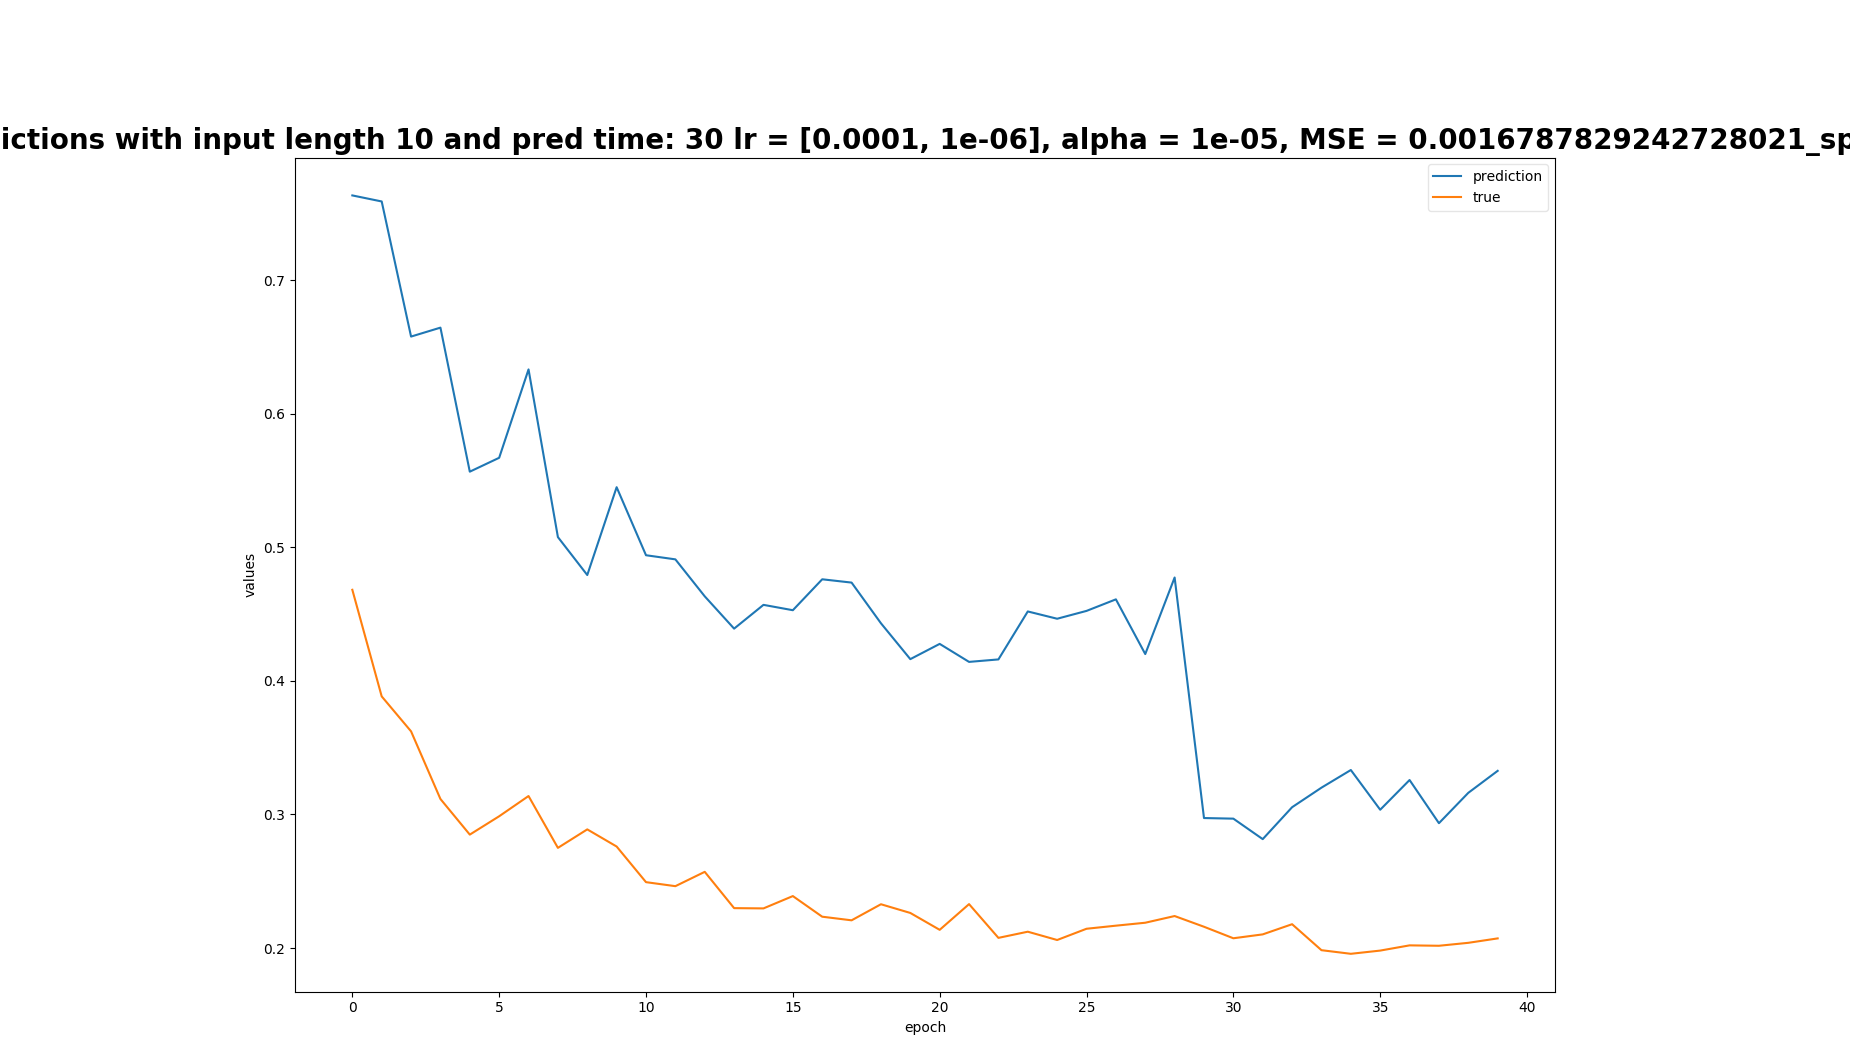 ictions with input length 10 and pred time: 30 lr = [0.0001, 1e-06], alpha = 1e-05, MSE = 0.0016787829242728021_sp
prediction
true
0.7
0.6
0.5
0.4
0.3
0.2
values
0 5 10 15 20 25 30 35 40
epoch